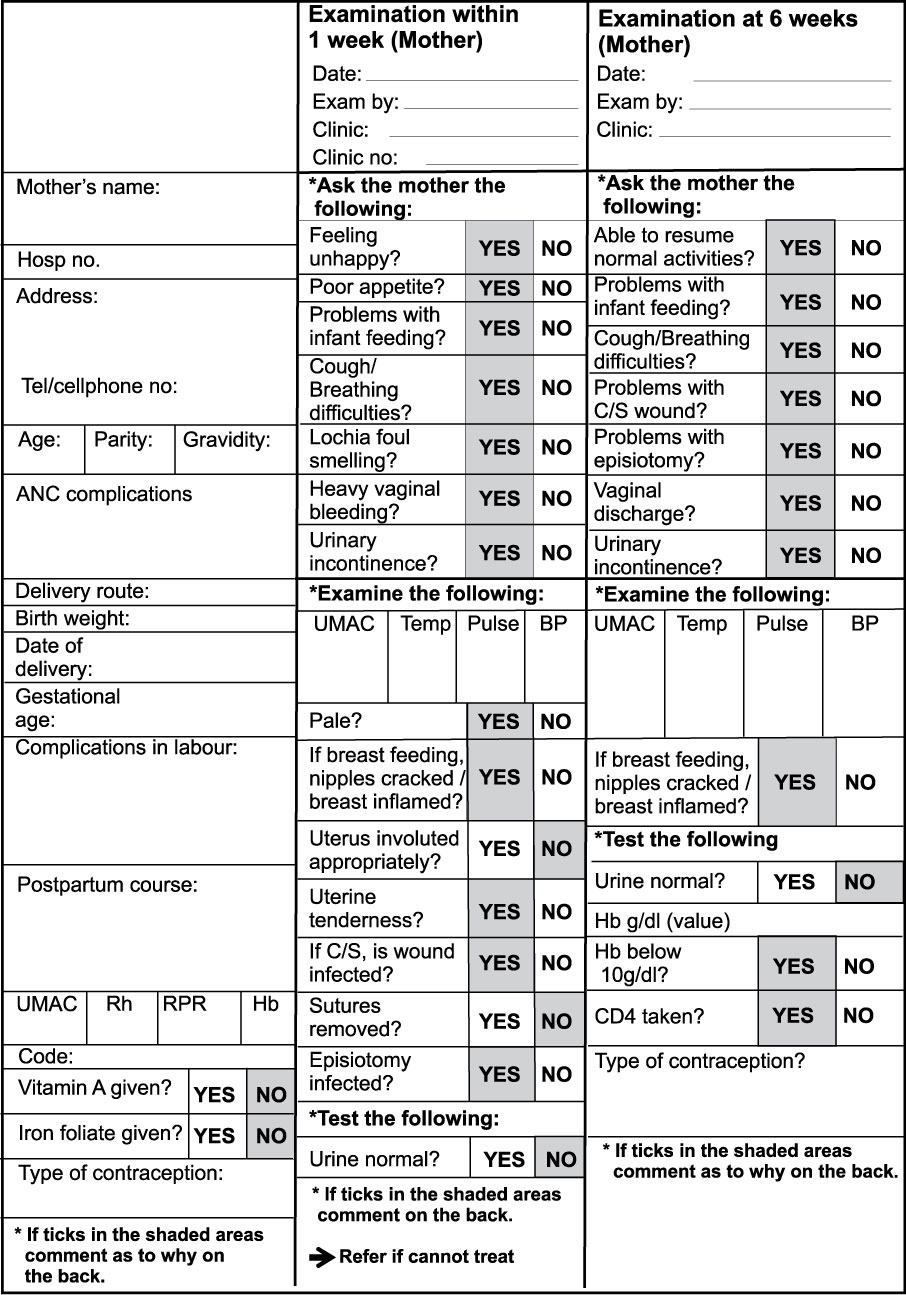 Mother's name:
Hosp no.
Address:
Tel/cellphone no:
Age: Parity: Gravidity:
ANC complications
Delivery route:
Birth weight:
Date of
delivery:
Gestational
age:
Complications in labour:
Postpartum course:
UMAC Rh RPR Hb
Code:
Vitamin A given? YES NO
Iron foliate given? YES NO
Type of contraception:
* If ticks in the shaded areas
comment as to why on
the back.
Examination within
1 week (Mother)
Date:
Exam by:
Clinic:
Clinic no:
*Ask the mother the
following:
Feeling
unhappy? YES NO
Poor appetite? YES NO
Problems with
infant feeding? YES NO
Cough/
Breathing
difficulties? YES NO
Lochia foul
smelling? YES NO
Heavy vaginal
bleeding? YES NO
Urinary
incontinence? YES NO
*Examine the following:
UMAC Temp Pulse BP
Pale? YES NO
If breast feeding,
nipples cracked /
breast inflamed? YES NO
Uterus involuted
appropriately? YES NO
Uterine
tenderness? YES NO
If C/S, is wound
infected? YES NO
Sutures
removed? YES NO
Episiotomy
infected? YES NO
*Test the following:
Urine normal? YES NO
* If ticks in the shaded areas
comment on the back.
➔ Refer if cannot treat
Examination at 6 weeks
(Mother)
Date:
Exam by:
Clinic:
*Ask the mother the
following:
Able to resume
normal activities? YES NO
Problems with
infant feeding? YES NO
Cough/Breathing
difficulties? YES NO
Problems with
C/S wound? YES NO
Problems with
episiotomy? YES NO
Vaginal
discharge? YES NO
Urinary
incontinence? YES NO
*Examine the following:
UMAC Temp Pulse BP
If breast feeding,
nipples cracked /
breast inflamed? YES NO
*Test the following
Urine normal? YES NO
Hb g/dl (value)
Hb below
10g/dl? YES NO
CD4 taken? YES NO
Type of contraception?
* If ticks in the shaded areas
comment as to why on the back.